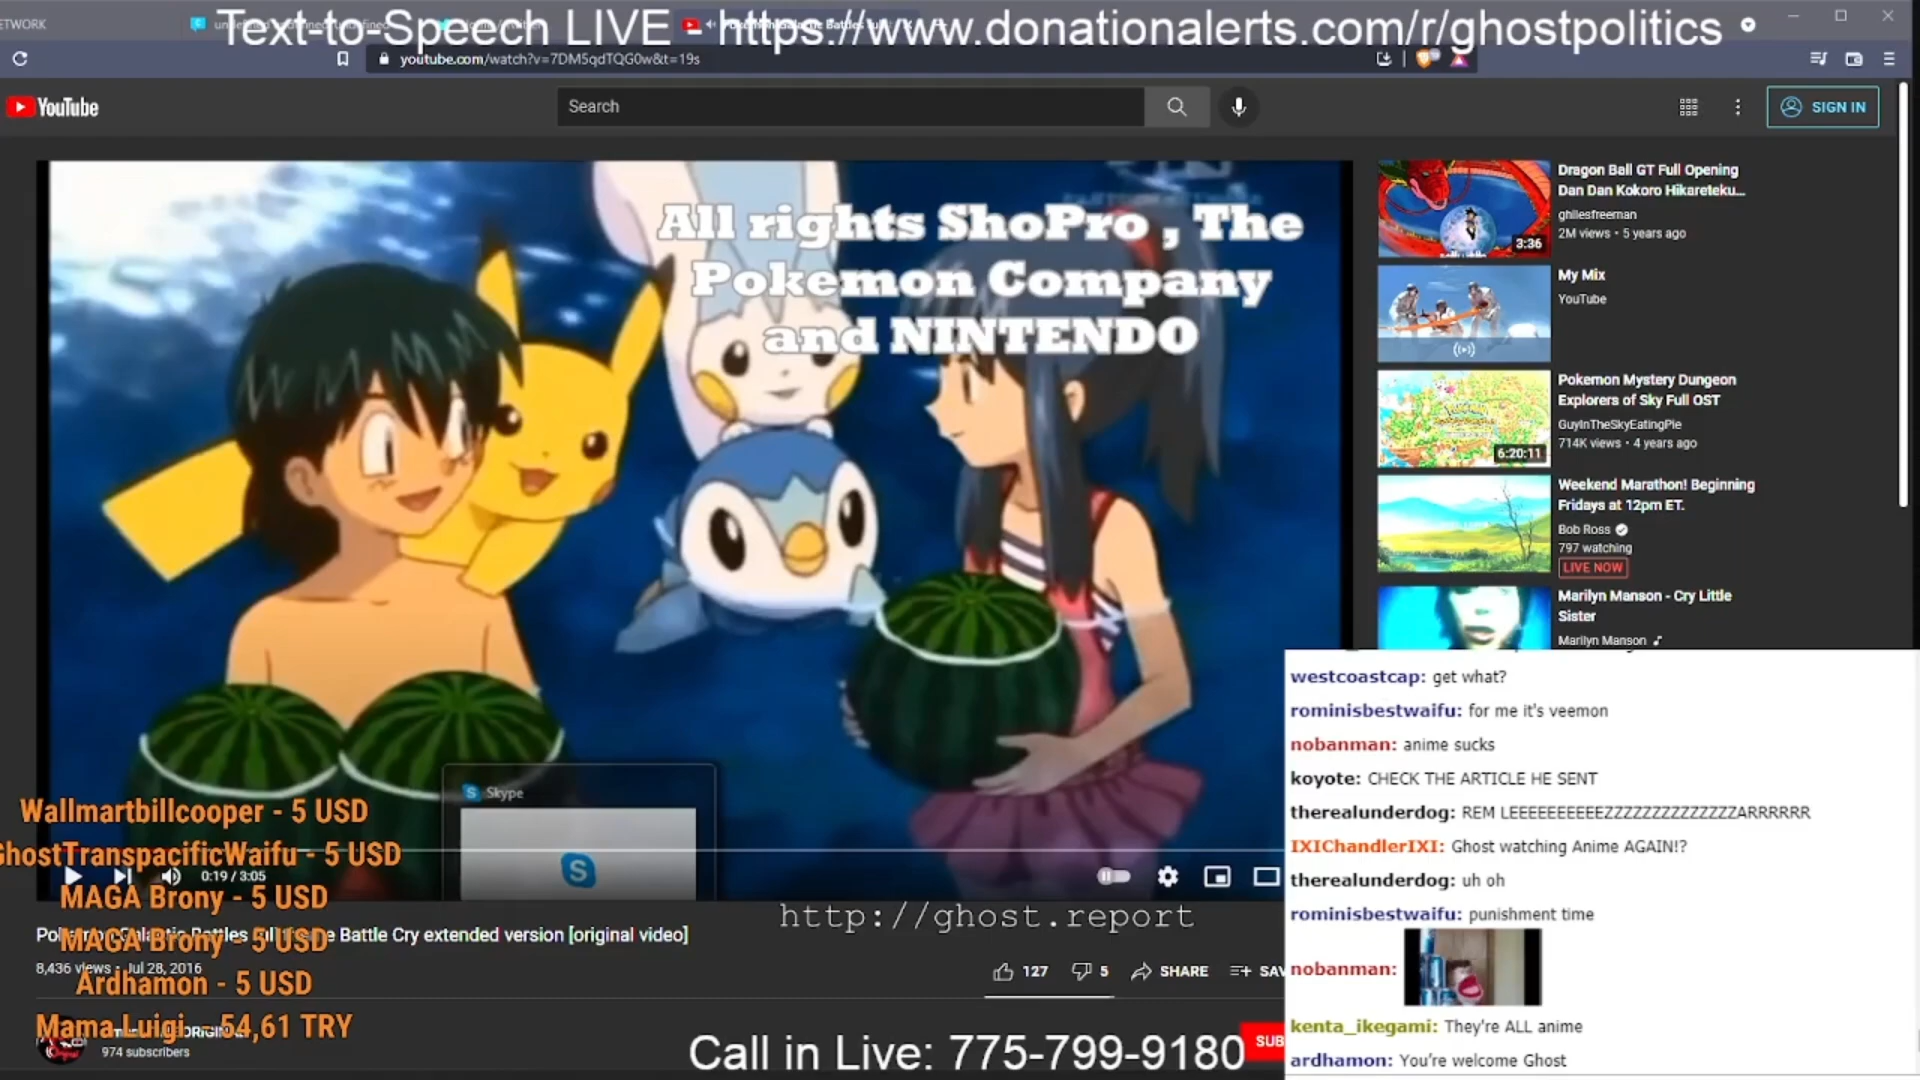 ETWORK
Text-to-Speech LIVE - https://www.donationalerts.com/r/ghostpolitics
youtube.com/watch?v=7DM5qdTQG0w&t=19s
YouTube
Search
SIGN IN
All rights ShoPro , The
Pokemon Company
and NINTENDO
Dragon Ball GT Full Opening
Dan Dan Kokoro Hikareteku...
ghilesfreeman
2M views • 5 years ago
3:36
My Mix
YouTube
Pokemon Mystery Dungeon
Explorers of Sky Full OST
GuyInTheSkyEatingPie
714K views • 4 years ago
6:20:11
Weekend Marathon! Beginning
Fridays at 12pm ET.
Bob Ross
797 watching
LIVE NOW
Marilyn Manson - Cry Little
Sister
Marilyn Manson
westcoastcap: get what?
rominisbestwaifu: for me it's veemon
nobanman: anime sucks
koyote: CHECK THE ARTICLE HE SENT
therealunderdog: REM LEEEEEEEEEEZZZZZZZZZZZZZZARRRRRR
IXIChandlerIXI: Ghost watching Anime AGAIN!?
therealunderdog: uh oh
rominisbestwaifu: punishment time
nobanman:
kenta_ikegami: They're ALL anime
ardhamon: You're welcome Ghost
Skype
Wallmartbillcooper - 5 USD
GhostTranspacificWaifu - 5 USD
0:19 / 3:05
MAGA Brony - 5 USD
http://ghost.report
Battle Cry extended version [original video]
MAGA Brony - 5 USD
8,436 views • Jul 28, 2016
127
5
SHARE
SAV
Ardhamon - 5 USD
Mama Luigi - 54,61 TRY
974 subscribers
Call in Live: 775-799-9180
SUB